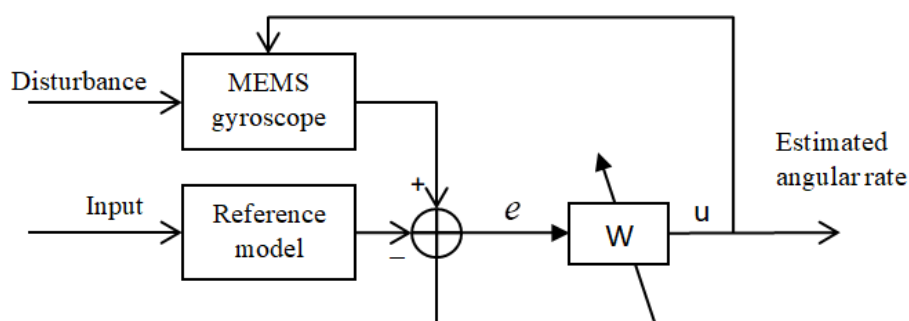 Disturbance
MEMS
gyroscope
Estimated
angular rate
Input
Reference
model
+
−
e
W
u